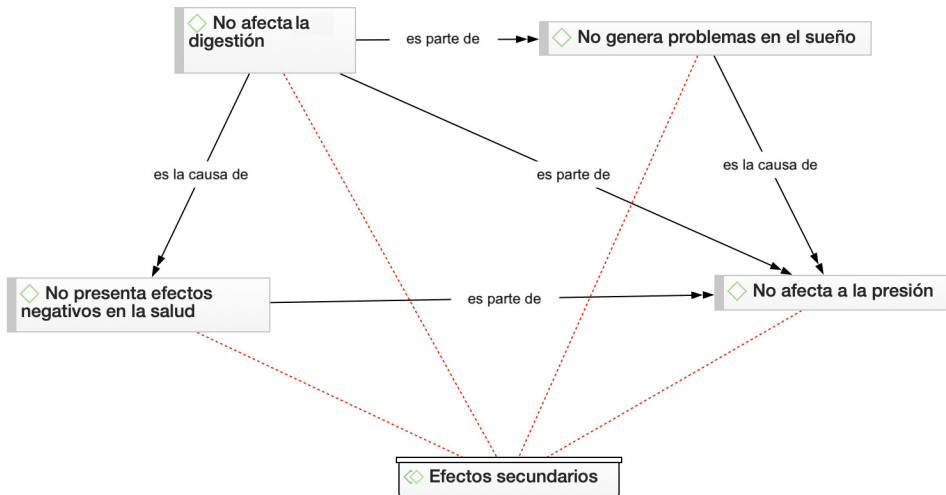 No afecta la
digestión
es parte de
No genera problemas en el sueño
es la causa de
es parte de
es la causa de
No presenta efectos
negativos en la salud
es parte de
No afecta a la presión
Efectos secundarios